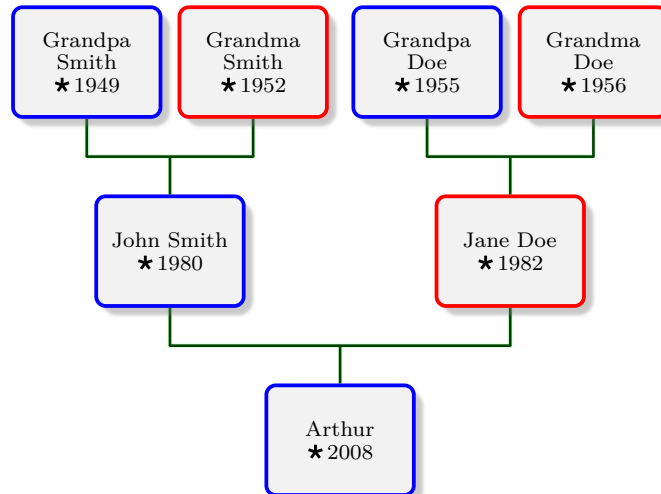 Grandpa
Smith
★1949
Grandma
Smith
★1952
Grandpa
Doe
★1955
Grandma
Doe
★1956
John Smith
★1980
Jane Doe
★1982
Arthur
★2008